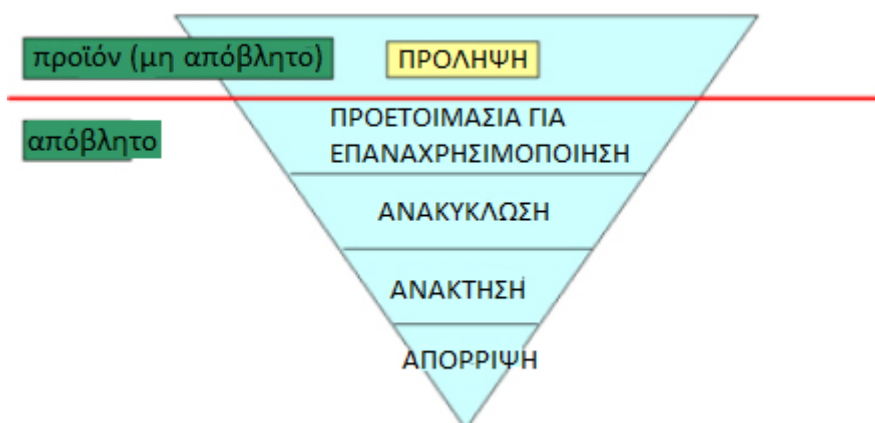 προϊόν (μη απόβλητο)
ΠΡΟΛΗΨΗ
απόβλητο
ΠΡΟΕΤΟΙΜΑΣΙΑ ΓΙΑ
ΕΠΑΝΑΧΡΗΣΙΜΟΠΟΙΗΣΗ
ΑΝΑΚΥΚΛΩΣΗ
ΑΝΑΚΤΗΣΗ
ΑΠΟΡΡΙΨΗ